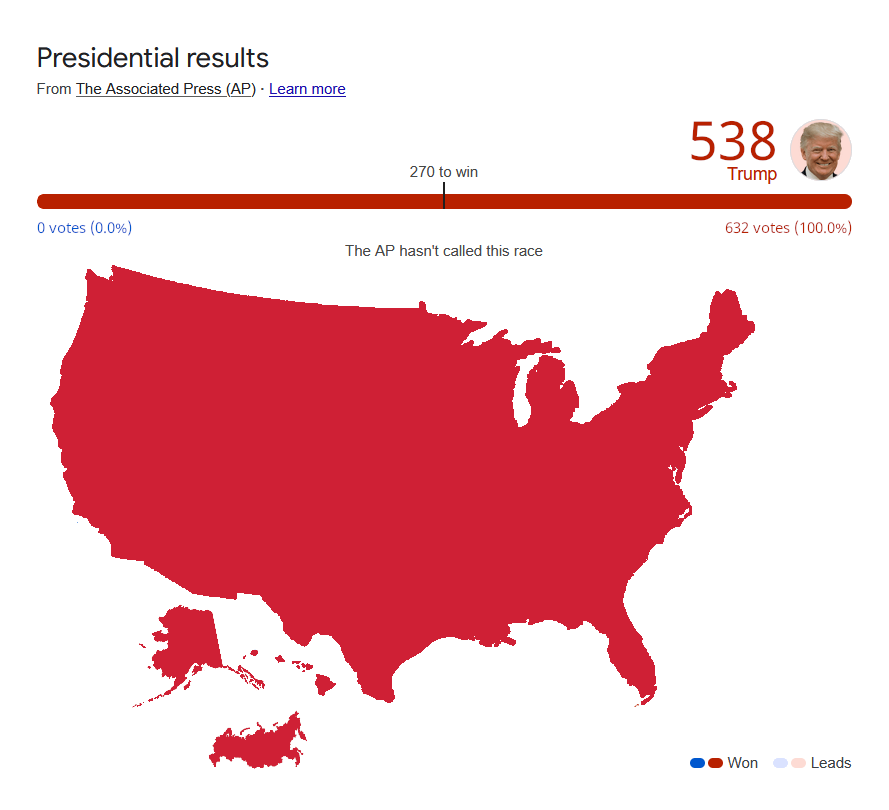 Presidential results
From The Associated Press (AP) · Learn more
538
Trump
270 to win
0 votes (0.0%)
632 votes (100.0%)
The AP hasn't called this race
Won
Leads